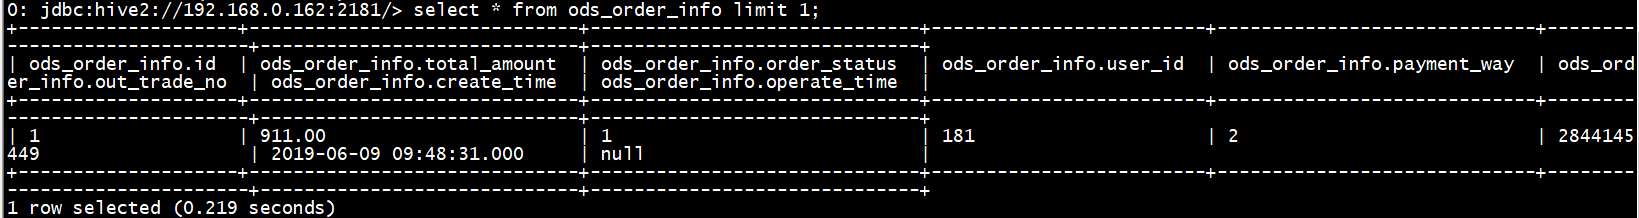 0: jdbc:hive2://192.168.0.162:2181/> select * from ods_order_info limit 1;
+--------------------+-----------------------------+-----------------------------+-------------------------+------------------------------+--------
--------------------+-----------------------------+-----------------------------+
| ods_order_info.id  | ods_order_info.total_amount  | ods_order_info.order_status  | ods_order_info.user_id  | ods_order_info.payment_way  | ods_ord
er_info.out_trade_no  | ods_order_info.create_time  | ods_order_info.operate_time  |
+--------------------+-----------------------------+-----------------------------+-------------------------+------------------------------+--------
--------------------+-----------------------------+-----------------------------+
| 1                  | 911.00                       | 1                            | 181                     | 2                           | 2844145
449                   | 2019-06-09 09:48:31.000     | null                         |
+--------------------+-----------------------------+-----------------------------+-------------------------+------------------------------+--------
--------------------+-----------------------------+-----------------------------+
1 row selected (0.219 seconds)